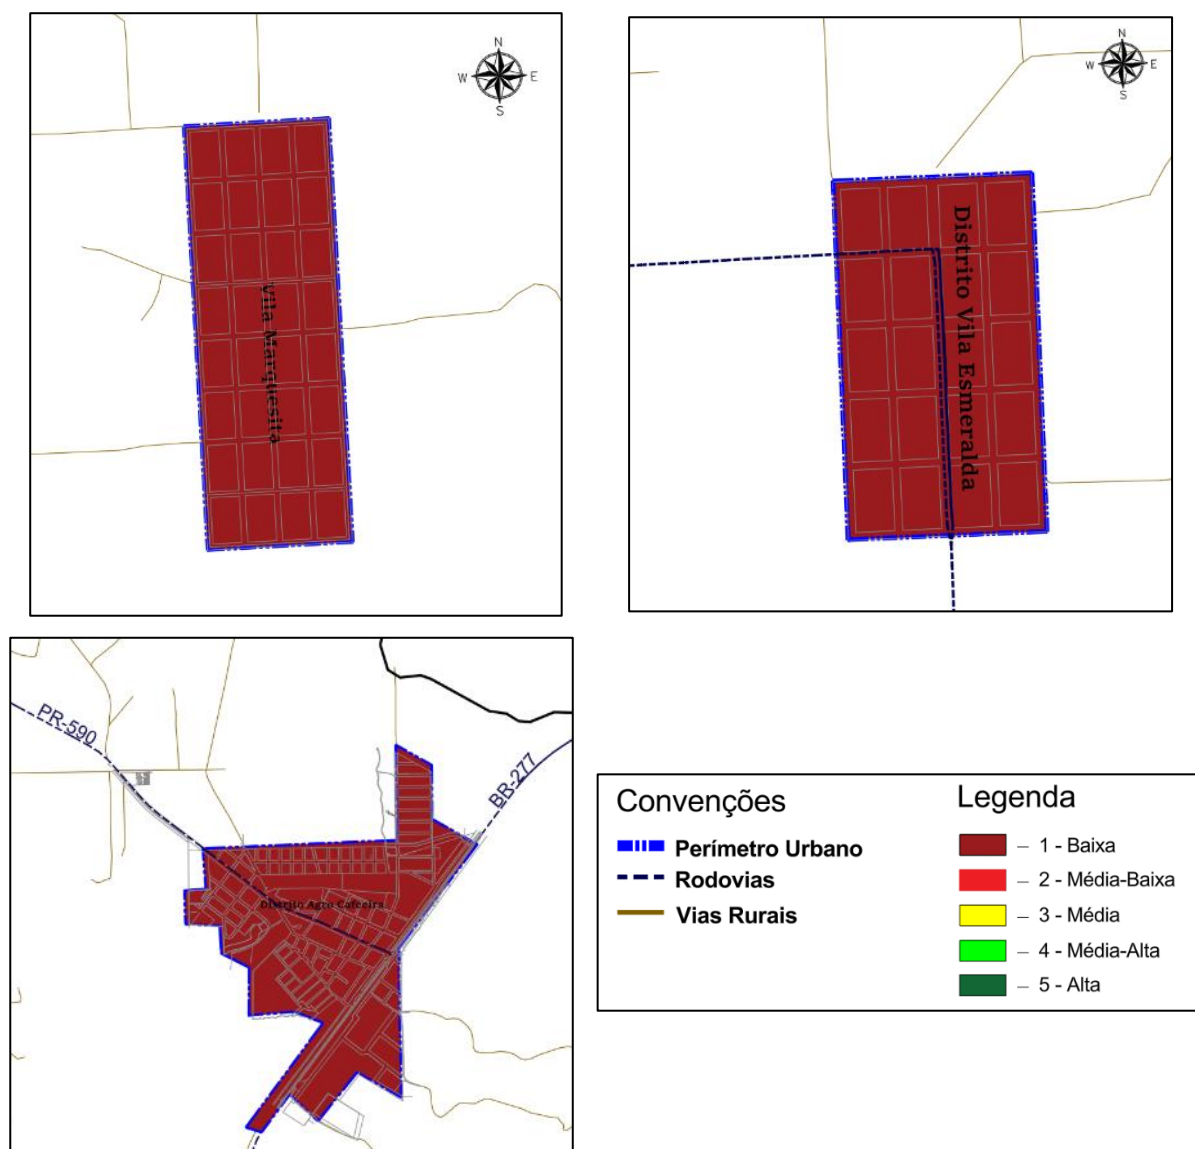 N
W E
S
Vila Marquesita
N
W E
S
Distrito Vila Esmeralda
PR-590
BR-277
Distrito Agro Cafeeira
Convenções
Perímetro Urbano
Rodovias
Vias Rurais
Legenda
– 1 - Baixa
– 2 - Média-Baixa
– 3 - Média
– 4 - Média-Alta
– 5 - Alta